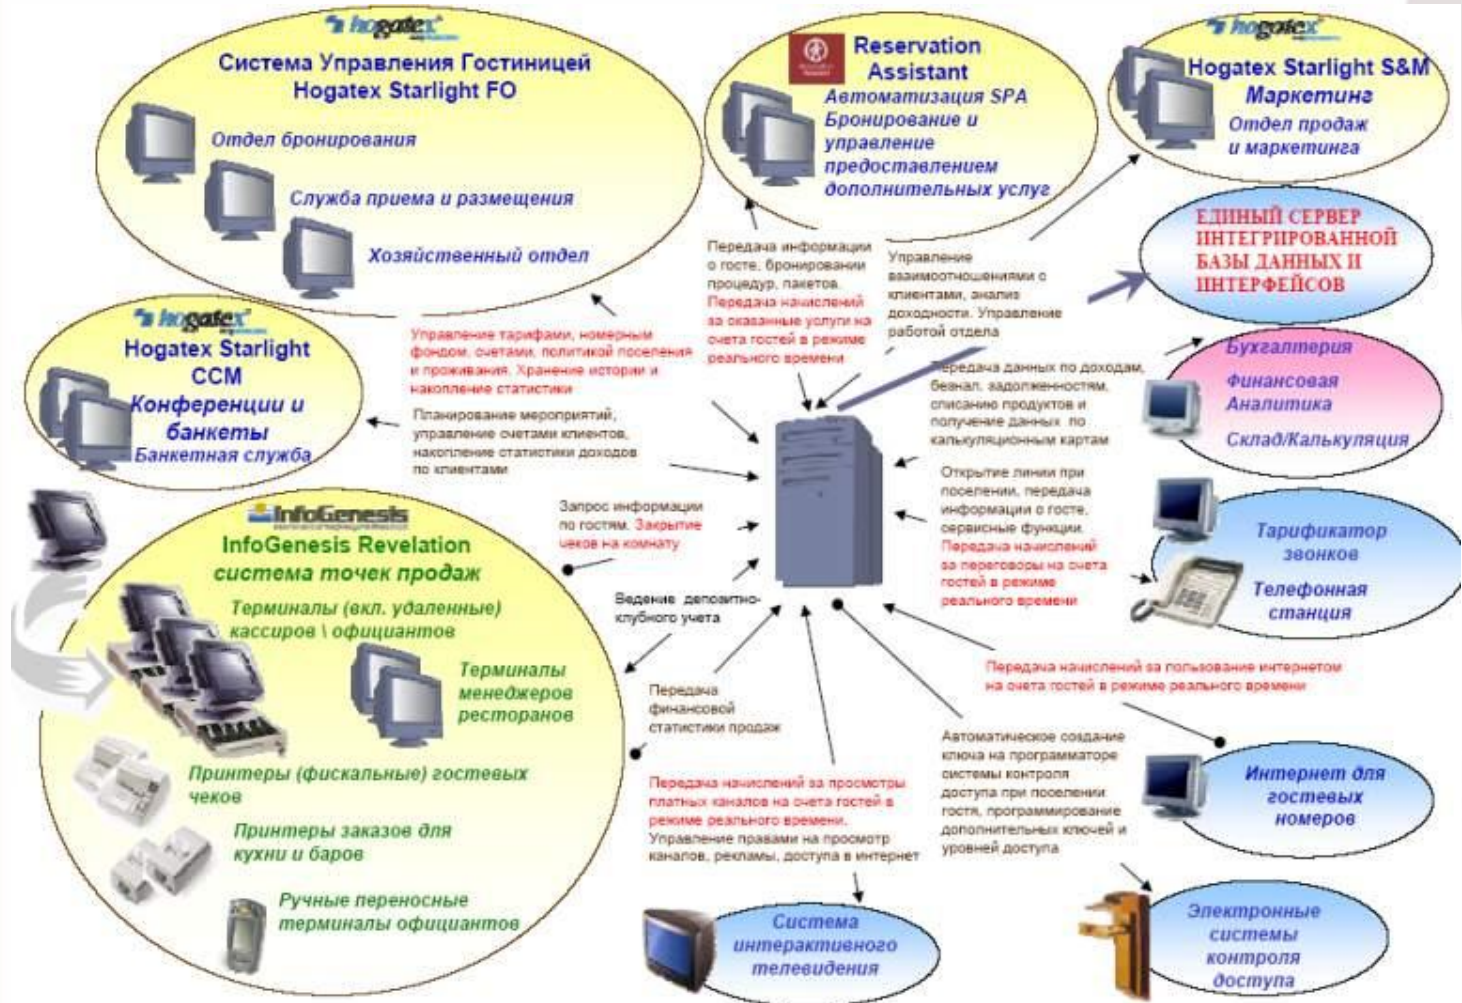 hogatex
Система Управления Гостиницей
Hogatex Starlight FO
Отдел бронирования
Служба приема и размещения
Хозяйственный отдел
Reservation
Assistant
Автоматизация SPA
Бронирование и
управление
предоставлением
дополнительных услуг
hogatex
Hogatex Starlight S&M
Маркетинг
Отдел продаж
и маркетинга
ЕДИНЫЙ СЕРВЕР
ИНТЕГРИРОВАННОЙ
БАЗЫ ДАННЫХ И
ИНТЕРФЕЙСОВ
hogatex
Hogatex Starlight
CCM
Конференции и
банкеты
Банкетная служба
Управление тарифами, номерным
фондом, счетами, политикой поселения
и проживания. Хранение истории и
накопление статистики
Планирование мероприятий,
управление счетами клиентов,
накопление статистики доходов
по клиентами
Передача информации
о госте, бронировании
процедур, пакетов.
Передача начислений
за оказанные услуги на
счета гостей в режиме
реального времени
Управление
взаимоотношениями с
клиентами, анализ
доходности. Управление
работой отдела
Передача данных по доходам,
безнал. задолженностям,
списанию продуктов и
получение данных по
калькуляционным картам
Бухгалтерия
Финансовая
Аналитика
Склад/Калькуляция
Открытие линии при
поселении, передача
информации о госте,
сервисные функции.
Передача начислений
за переговоры на счета
гостей в режиме
реального времени
Тарификатор
звонков
Телефонная
станция
InfoGenesis
InfoGenesis Revelation
система точек продаж
Терминалы (вкл. удаленные)
кассиров \ официантов
Терминалы
менеджеров
ресторанов
Принтеры (фискальные) гостевых
чеков
Принтеры заказов для
кухни и баров
Ручные переносные
терминалы официантов
Запрос информации
по гостям. Закрытие
чеков на комнату
Ведение депозитно-
клубного учета
Передача
финансовой
статистики продаж
Передача начислений за просмотры
платных каналов на счета гостей в
режиме реального времени.
Управление правами на просмотр
каналов, рекламы, доступа в интернет
Система
интерактивного
телевидения
Передача начислений за пользование интернетом
на счета гостей в режиме реального времени
Автоматическое создание
ключа на программаторе
системы контроля
доступа при поселении
гостя, программирование
дополнительных ключей и
уровней доступа
Интернет для
гостевых
номеров
Электронные
системы
контроля
доступа